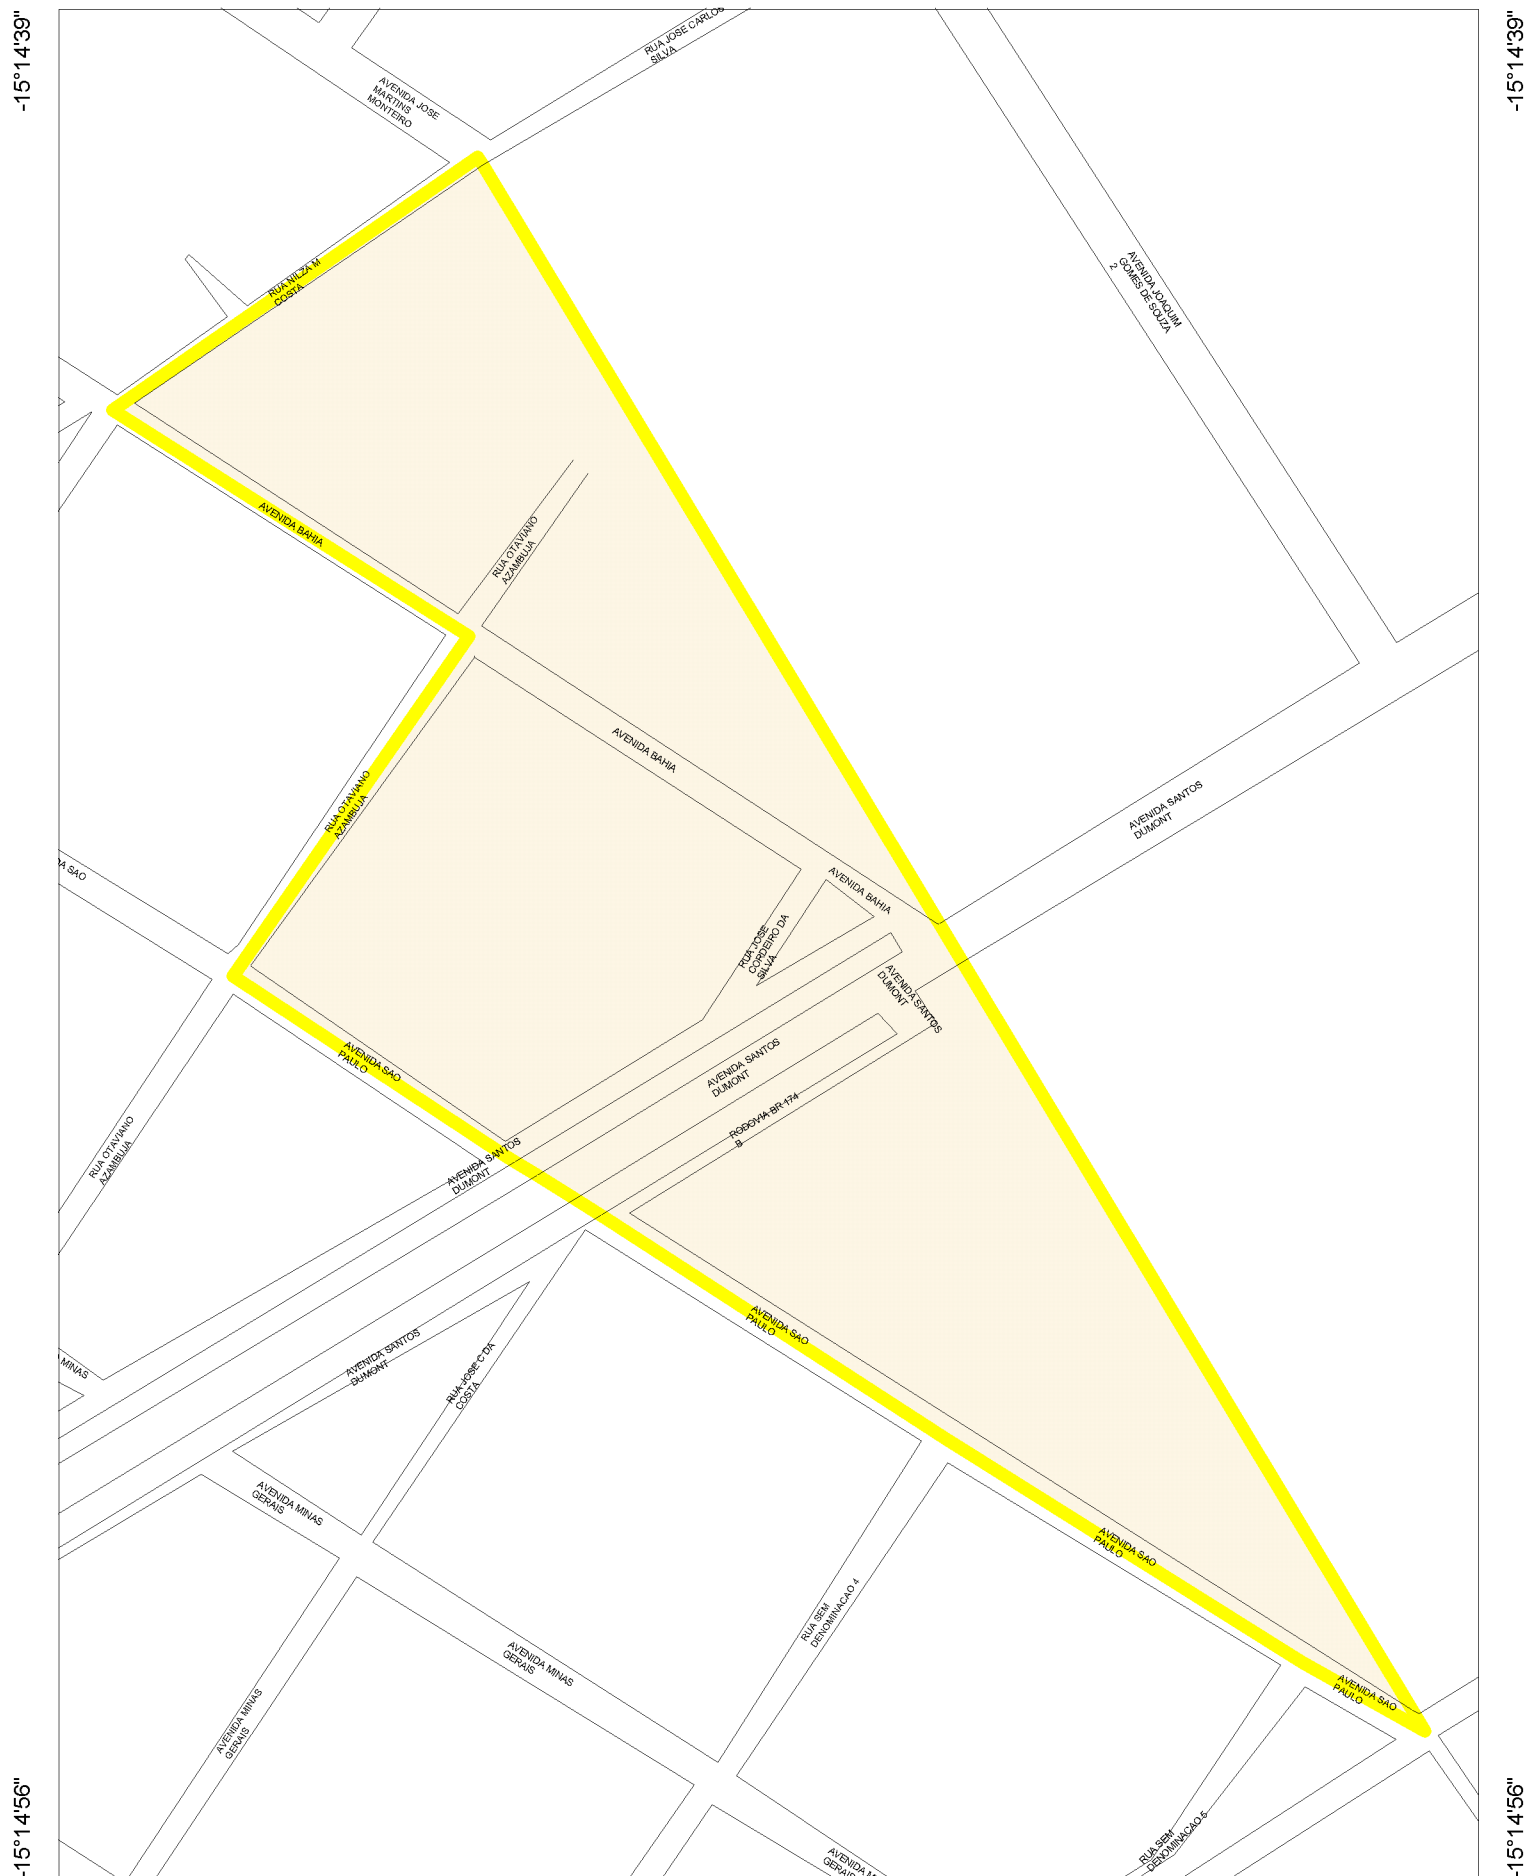 -15°14'39"
-15°14'39"
RUA JOSE CARLOS
SILVA
AVENIDA JOSE
MARTINS
MONTEIRO
AVENIDA JOAQUIM
GOMES DE SOUZA
2
RUA NILZA M
COSTA
AVENIDA BAHIA
RUA OTAVIANO
AZAMBUJA
AVENIDA BAHIA
RUA OTAVIANO
AZAMBUJA
AVENIDA SANTOS
DUMONT
DA SAO
AVENIDA BAHIA
RUA JOSE
CORDEIRO DA
SILVA
AVENIDA SANTOS
DUMONT
AVENIDA SAO
PAULO
AVENIDA SANTOS
DUMONT
RODOVIA BR-174
B
RUA OTAVIANO
AZAMBUJA
AVENIDA SANTOS
DUMONT
AVENIDA SAO
PAULO
MINAS
AVENIDA SANTOS
DUMONT
RUA JOSE C DA
COSTA
AVENIDA MINAS
GERAIS
AVENIDA SAO
PAULO
RUA SEM
DENOMINACAO 4
AVENIDA MINAS
GERAIS
AVENIDA MINAS
GERAIS
AVENIDA SAO
PAULO
RUA SEM
DENOMINACAO 5
AVENIDA M
GERAIS
-15°14'56"
-15°14'56"